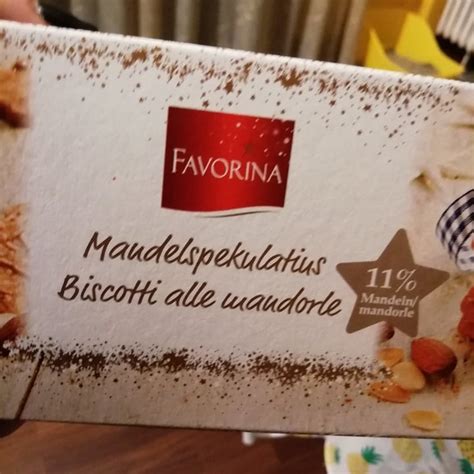 FAVORINA
Mandelspekulatius
Biscotti alle mandorle
11%
Mandeln/
mandorle